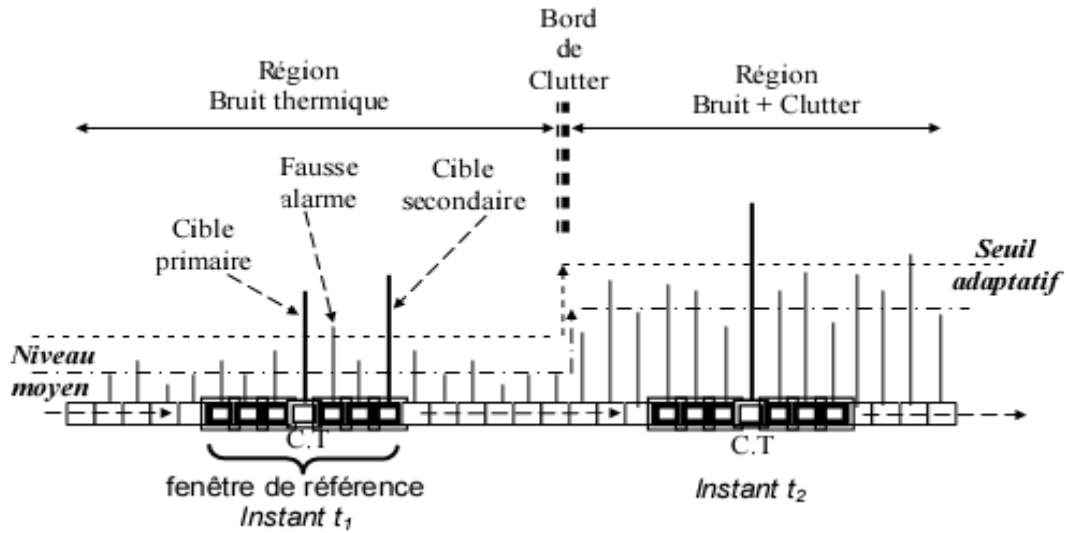 Bord
de
Clutter
Région
Bruit thermique
Région
Bruit + Clutter
Fausse
alarme
Cible
secondaire
Cible
primaire
Seuil
adaptatif
Niveau
moyen
C.T
C.T
fenêtre de référence
Instant t₁
Instant t₂